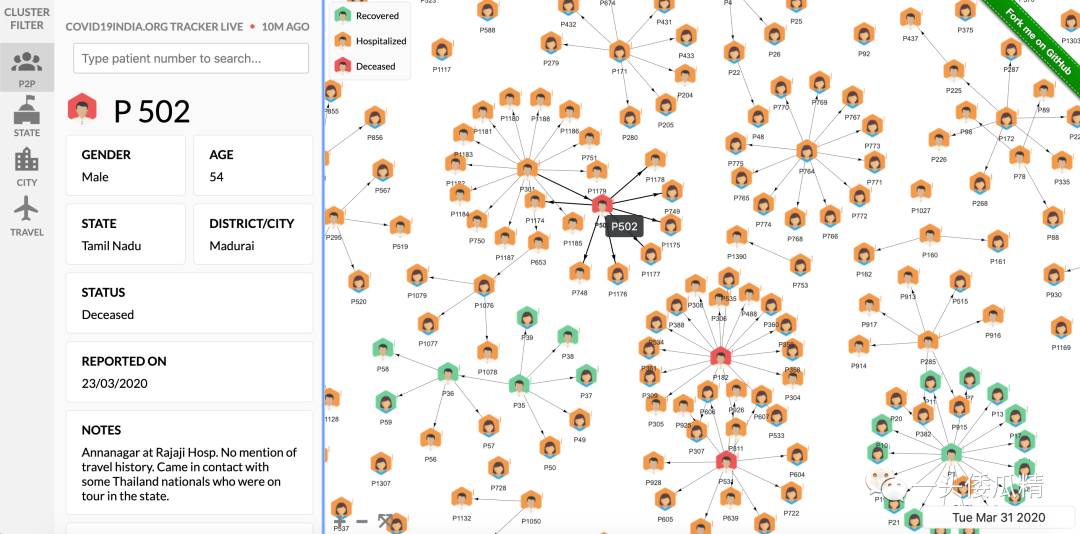 CLUSTER
FILTER
P2P
STATE
CITY
TRAVEL
COVID19INDIA.ORG TRACKER LIVE • 10M AGO
Type patient number to search...
P 502
GENDER
Male
AGE
54
STATE
Tamil Nadu
DISTRICT/CITY
Madurai
STATUS
Deceased
REPORTED ON
23/03/2020
NOTES
Annanagar at Rajaji Hosp. No mention of
travel history. Came in contact with
some Thailand nationals who were on
tour in the state.
Recovered
Hospitalized
Deceased
Fork me on GitHub
P588
P432
P674
P431
P25
P437
P375
P1117
P279
P171
P433
P26
P92
P287
P22
P204
P225
P89
P855
P1181
P1180
P1188
P1186
P280
P205
P770
P769
P767
P98
P172
P856
P48
P773
P226
P78
P335
P1183
P751
P775
P764
P567
P301
P1179
P1178
P771
P1184
P1174
P749
P765
P1027
P268
P295
P519
P750
P1185
P502
P1175
P774
P768
P766
P772
P88
P1187
P653
P1177
P1390
P160
P162
P161
P520
P1079
P1076
P748
P1176
P753
P913
P515
P930
P1077
P39
P308
P535
P488
P306
P388
P360
P917
P916
P1169
P58
P1078
P38
P182
P914
P285
P36
P35
P37
P304
P59
P305
P607
P20
P382
P915
P13
P56
P57
P49
P307
P533
P50
P1307
P728
P928
P604
P1132
P1050
P605
P639
P722
P21
P537
一头倭瓜精
Tue Mar 31 2020